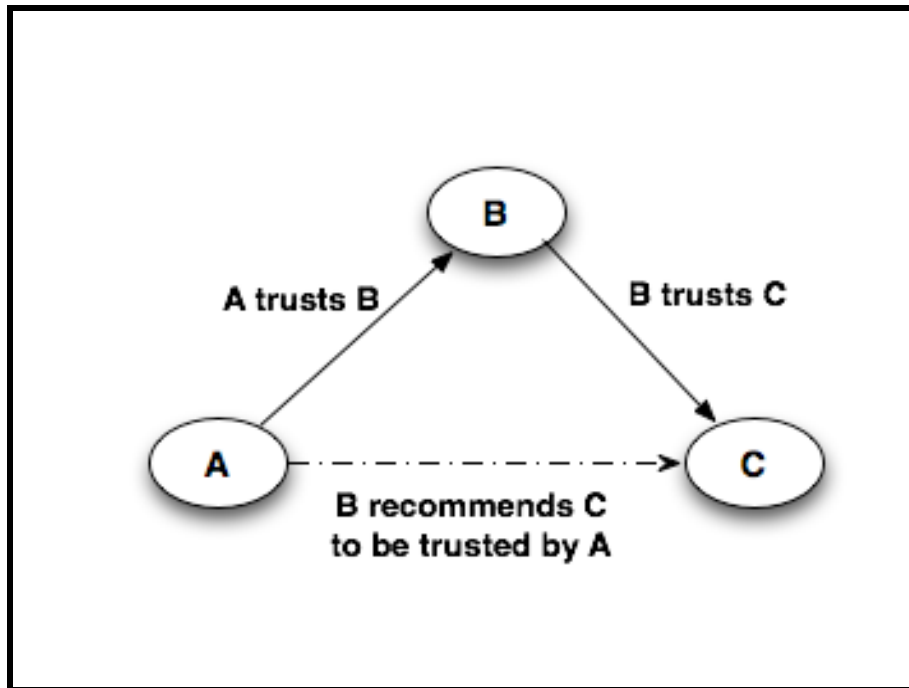 B
A trusts B
B trusts C
A
C
B recommends C
to be trusted by A